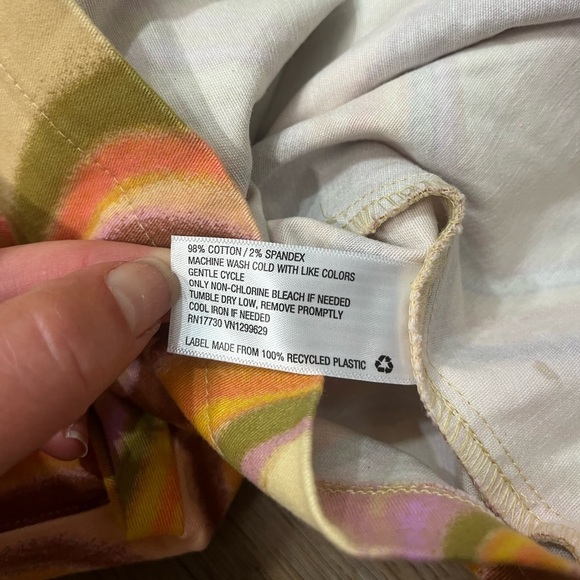 98% COTTON / 2% SPANDEX
MACHINE WASH COLD WITH LIKE COLORS
GENTLE CYCLE
ONLY NON-CHLORINE BLEACH IF NEEDED
TUMBLE DRY LOW, REMOVE PROMPTLY
COOL IRON IF NEEDED
RN17730 VN1299629
LABEL MADE FROM 100% RECYCLED PLASTIC